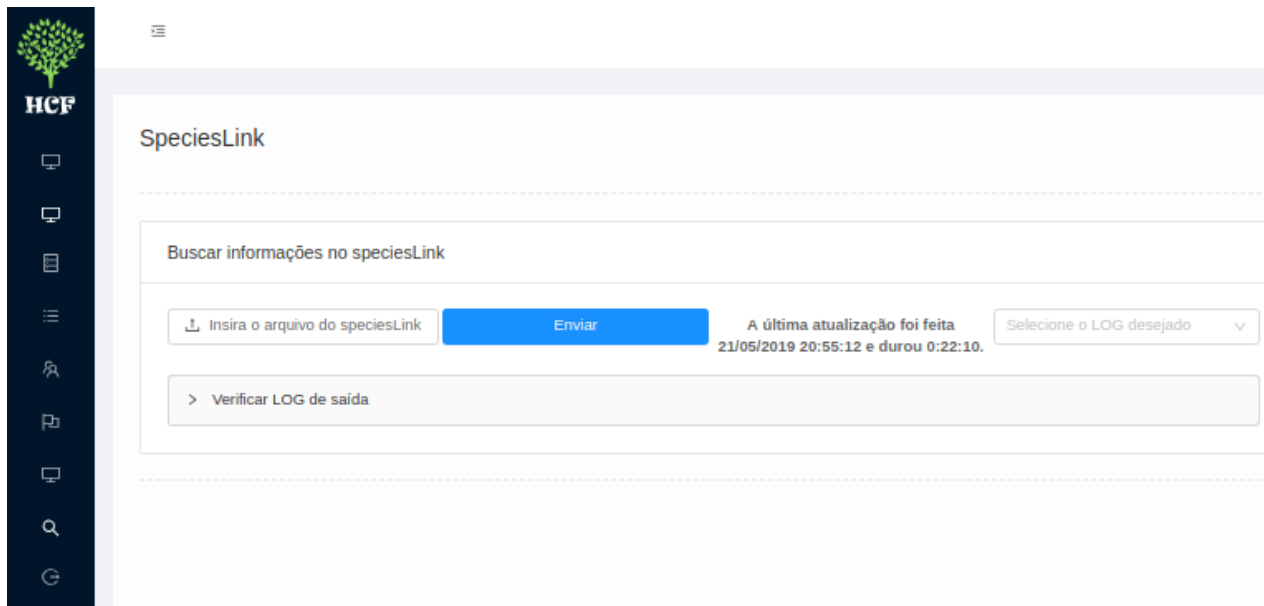 HCF
SpeciesLink
Buscar informações no speciesLink
Insira o arquivo do speciesLink
Enviar
A última atualização foi feita
21/05/2019 20:55:12 e durou 0:22:10.
Selecione o LOG desejado
Verificar LOG de saída